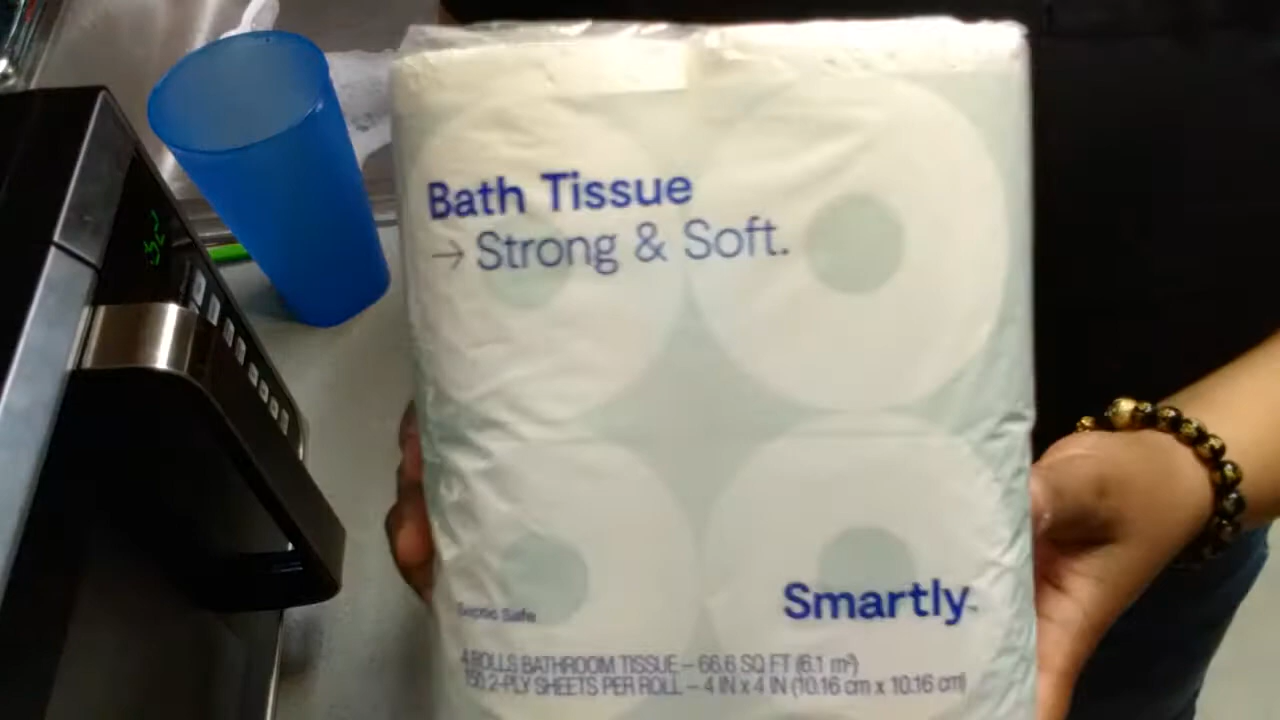 Bath Tissue
→ Strong & Soft.
Septic Safe
Smartly
4 ROLLS BATHROOM TISSUE – 66.6 SQ FT (6.1 m²)
150 2-PLY SHEETS PER ROLL – 4 IN x 4 IN (10.16 cm x 10.16 cm)